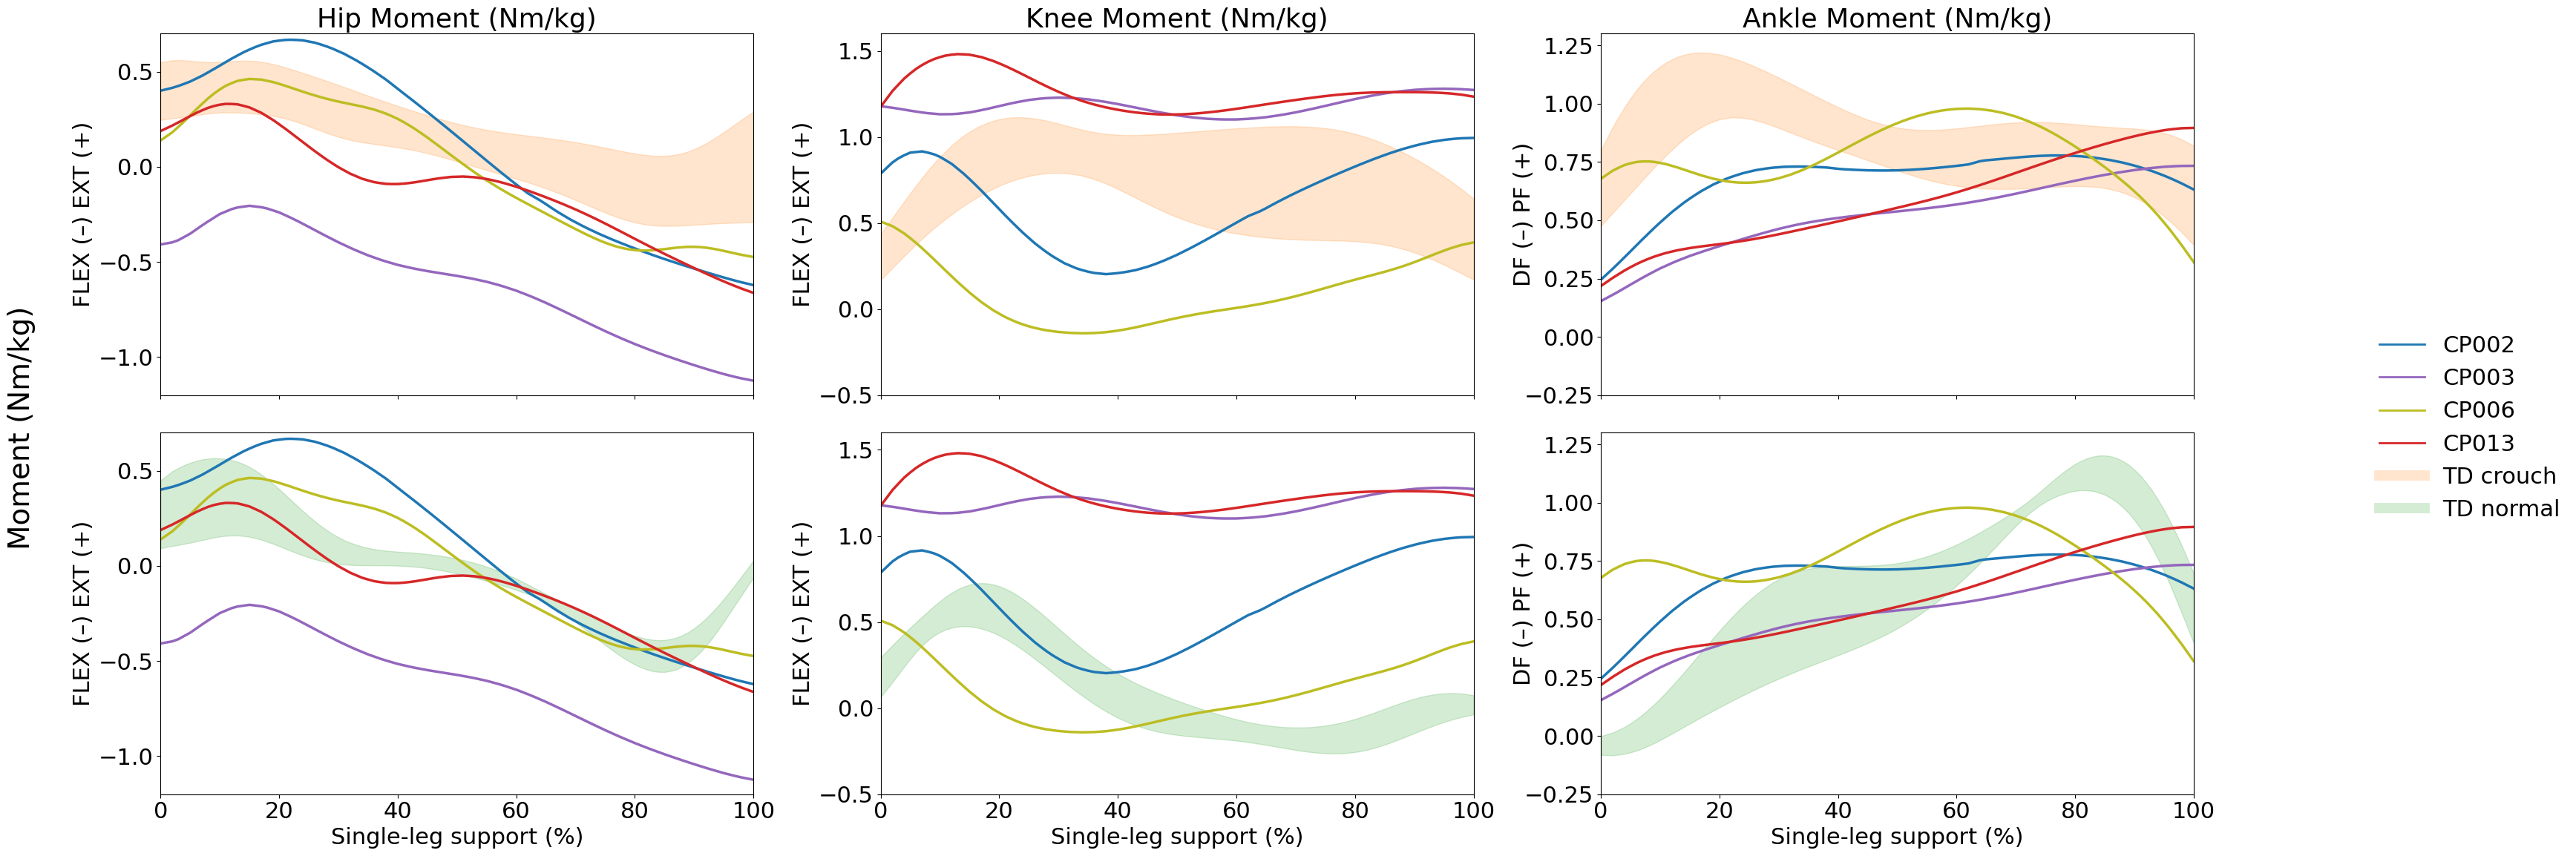 Hip Moment (Nm/kg)
Knee Moment (Nm/kg)
Ankle Moment (Nm/kg)
Moment (Nm/kg)
FLEX (–) EXT (+)
0.5
0.0
−0.5
−1.0
FLEX (–) EXT (+)
1.5
1.0
0.5
0.0
−0.5
DF (–) PF (+)
1.25
1.00
0.75
0.50
0.25
0.00
−0.25
FLEX (–) EXT (+)
0.5
0.0
−0.5
−1.0
0 20 40 60 80 100
Single-leg support (%)
FLEX (–) EXT (+)
1.5
1.0
0.5
0.0
−0.5
0 20 40 60 80 100
Single-leg support (%)
DF (–) PF (+)
1.25
1.00
0.75
0.50
0.25
0.00
−0.25
0 20 40 60 80 100
Single-leg support (%)
CP002
CP003
CP006
CP013
TD crouch
TD normal